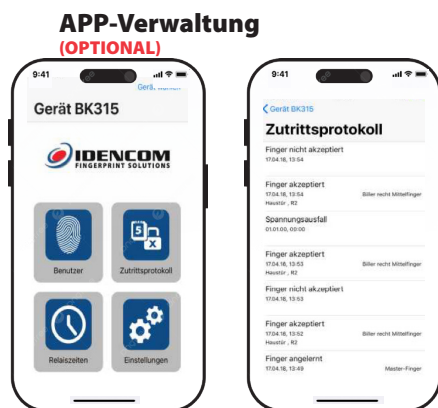 APP-Verwaltung
(OPTIONAL)
9:41
Gerät BK315
IDENCOM
FINGERPRINT SOLUTIONS
5
Benutzer
Zutrittsprotokoll
Relaiszeiten
Einstellungen
9:41
Gerät BK315
Zutrittsprotokoll
Finger nicht akzeptiert
17.04.18, 13:54
Finger akzeptiert
17.04.18, 13:54 Biller recht Mittelfinger
Haustür , R2
Spannungsausfall
01.01.00, 00:00
Finger akzeptiert
17.04.18, 13:53 Biller recht Mittelfinger
Haustür , R2
Finger nicht akzeptiert
17.04.18, 13:53
Finger akzeptiert
17.04.18, 13:52 Biller recht Mittelfinger
Haustür , R2
Finger angelernt
17.04.18, 13:49 Master-Finger